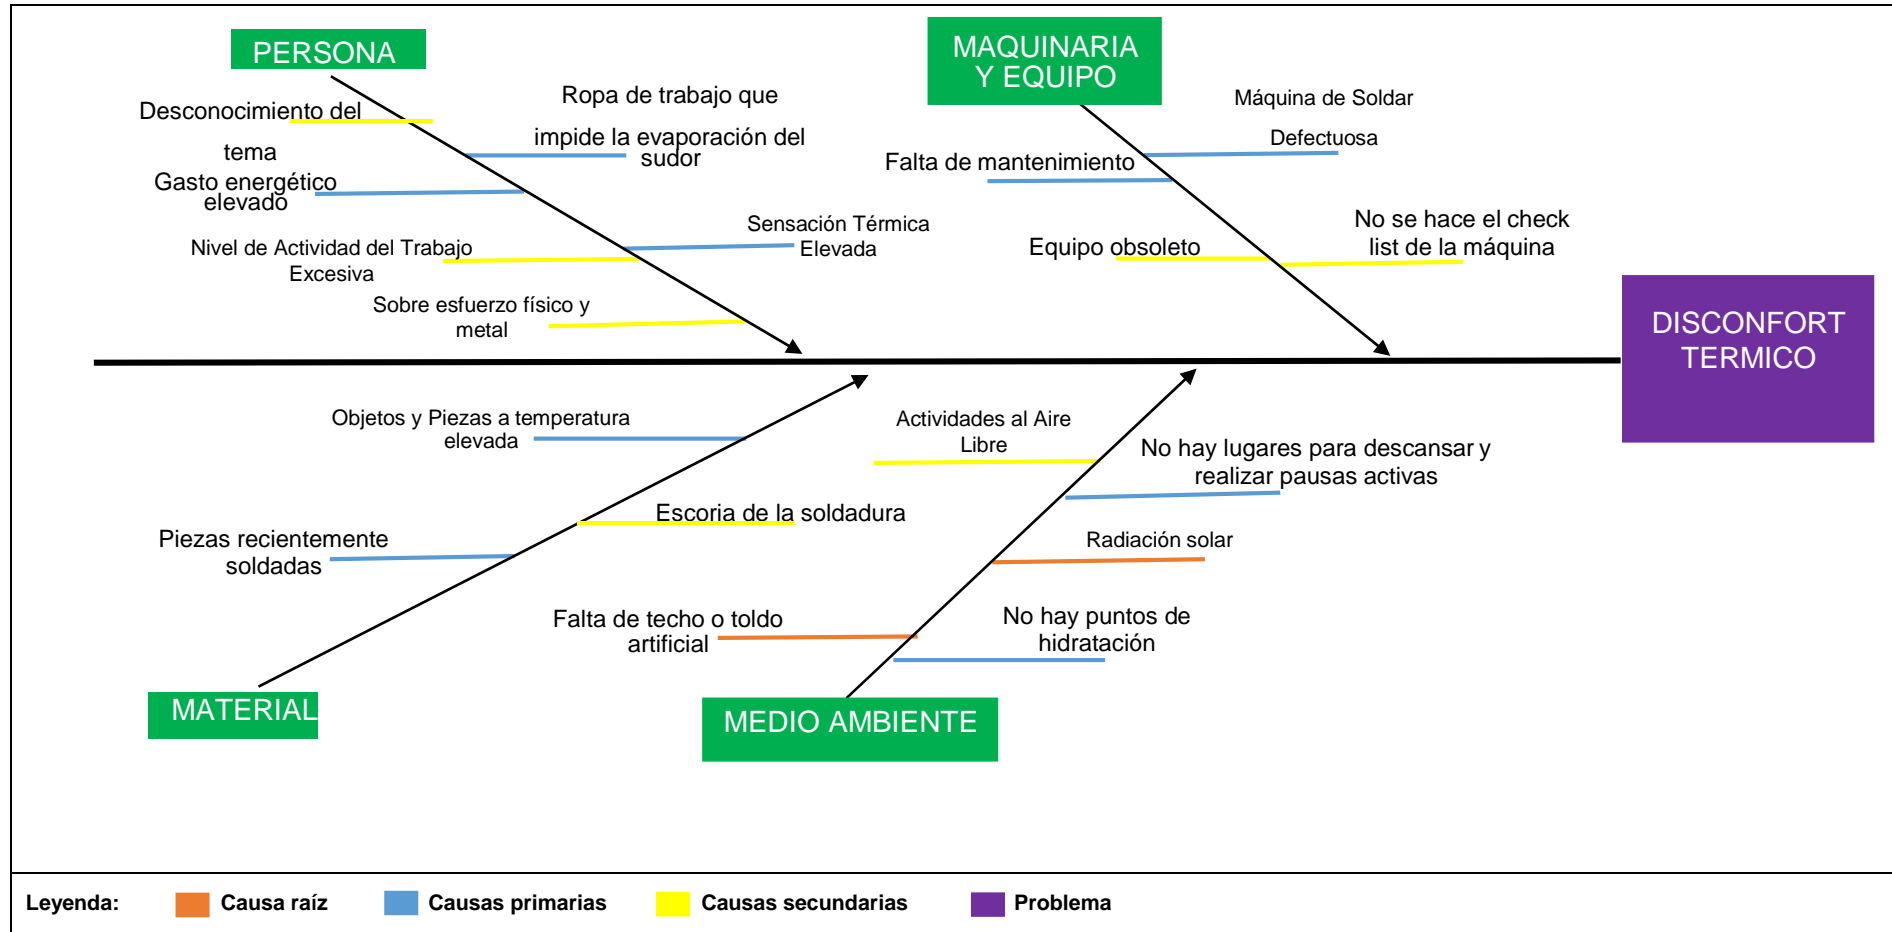 PERSONA
Desconocimiento del
tema
Ropa de trabajo que
impide la evaporación del
sudor
Gasto energético
elevado
Nivel de Actividad del Trabajo
Excesiva
Sensación Térmica
Elevada
Sobre esfuerzo físico y
metal
MAQUINARIA
Y EQUIPO
Máquina de Soldar
Defectuosa
Falta de mantenimiento
Equipo obsoleto
No se hace el check
list de la máquina
DISCONFORT
TERMICO
Objetos y Piezas a temperatura
elevada
Escoria de la soldadura
Piezas recientemente
soldadas
MATERIAL
Actividades al Aire
Libre
No hay lugares para descansar y
realizar pausas activas
Radiación solar
Falta de techo o toldo
artificial
No hay puntos de
hidratación
MEDIO AMBIENTE
Leyenda: Causa raíz Causas primarias Causas secundarias Problema